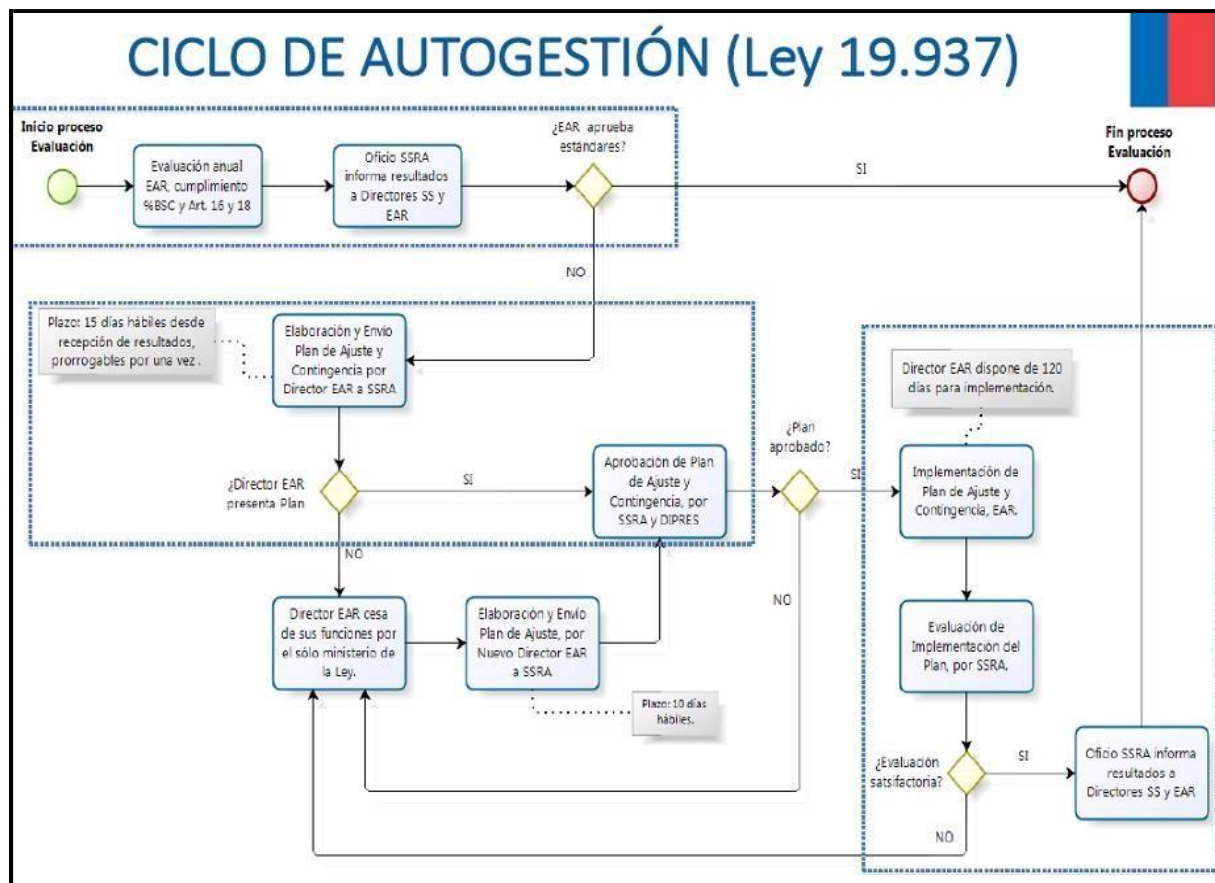 CICLO DE AUTOGESTIÓN (Ley 19.937)
Inicio proceso
Evaluación
Evaluación anual
EAR, cumplimiento
%BSC y Art. 16 y 18
Oficio SSRA
informa resultados
a Directores SS y
EAR
¿EAR aprueba
estándares?
SI
Fin proceso
Evaluación
NO
Plazo: 15 días hábiles desde
recepción de resultados,
prorrogables por una vez.
Elaboración y Envío
Plan de Ajuste y
Contingencia por
Director EAR a SSRA
¿Director EAR
presenta Plan
SI
Aprobación de Plan
de Ajuste y
Contingencia, por
SSRA y DIPRES
¿Plan
aprobado?
SI
Director EAR dispone de 120
días para implementación.
Implementación de
Plan de Ajuste y
Contingencia, EAR.
NO
Director EAR cesa
de sus funciones por
el sólo ministerio de
la Ley.
Elaboración y Envío
Plan de Ajuste, por
Nuevo Director EAR
a SSRA
Plazo: 10 días
hábiles.
NO
Evaluación de
Implementación del
Plan, por SSRA.
¿Evaluación
satsifactoria?
SI
Oficio SSRA informa
resultados a
Directores SS y EAR
NO